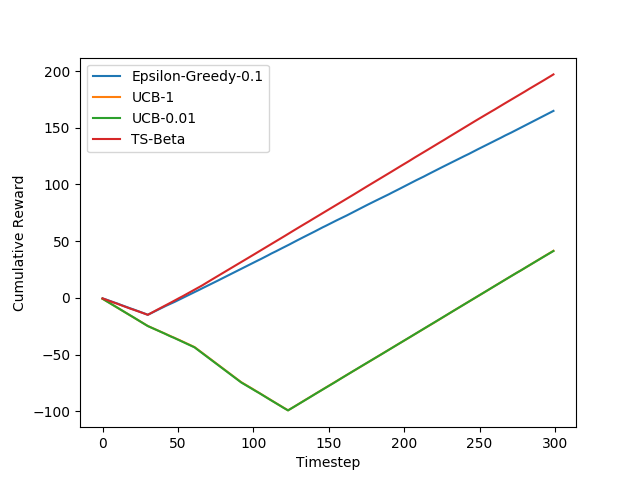 200
150
100
50
0
−50
−100
Cumulative Reward
Epsilon-Greedy-0.1
UCB-1
UCB-0.01
TS-Beta
0 50 100 150 200 250 300
Timestep